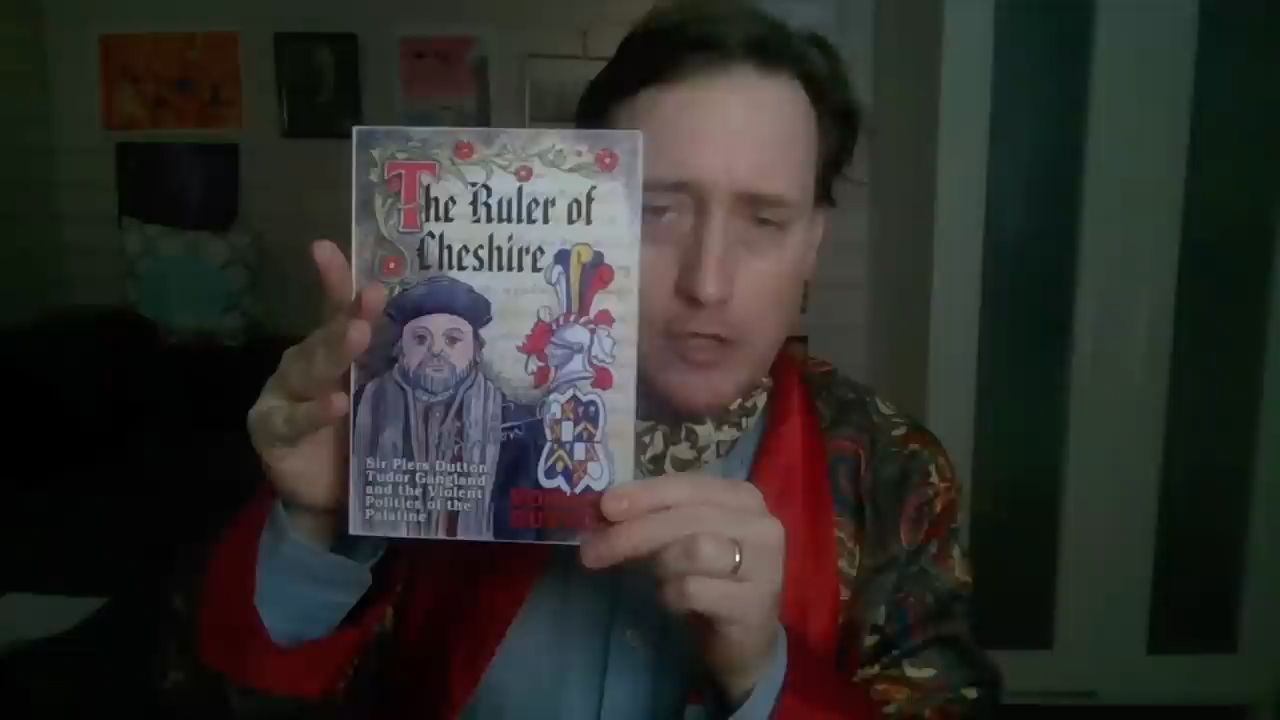 The Ruler of
Cheshire
Sir Piers Dutton
Tudor Gangland
and the Violent
Politics of the
Palatine